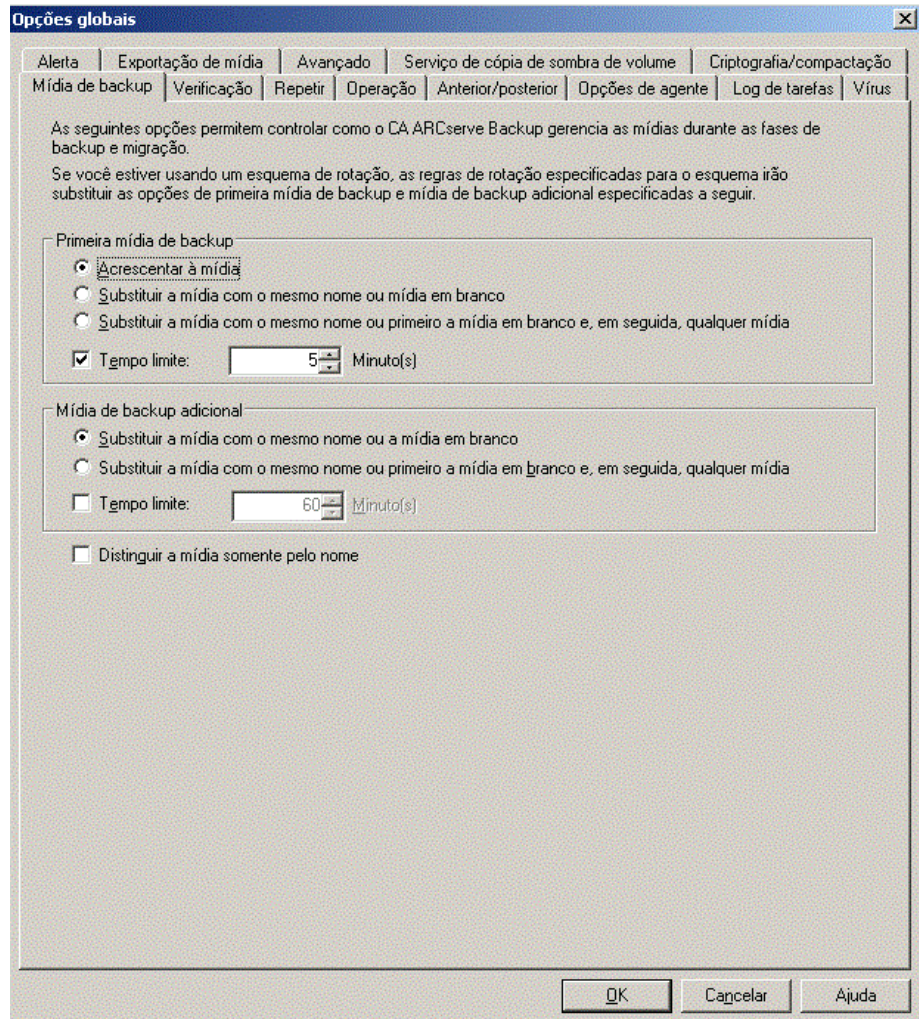 Opções globais
Alerta
Exportação de mídia
Avançado
Serviço de cópia de sombra de volume
Criptografia/compactação
Mídia de backup
Verificação
Repetir
Operação
Anterior/posterior
Opções de agente
Log de tarefas
Vírus
As seguintes opções permitem controlar como o CA ARCserve Backup gerencia as mídias durante as fases de
backup e migração.
Se você estiver usando um esquema de rotação, as regras de rotação especificadas para o esquema irão
substituir as opções de primeira mídia de backup e mídia de backup adicional especificadas a seguir.
Primeira mídia de backup
Acrescentar à mídia
Substituir a mídia com o mesmo nome ou mídia em branco
Substituir a mídia com o mesmo nome ou primeiro a mídia em branco e, em seguida, qualquer mídia
Tempo limite: 5 Minuto(s)
Mídia de backup adicional
Substituir a mídia com o mesmo nome ou a mídia em branco
Substituir a mídia com o mesmo nome ou primeiro a mídia em branco e, em seguida, qualquer mídia
Tempo limite: 60 Minuto(s)
Distinguir a mídia somente pelo nome
OK
Cancelar
Ajuda